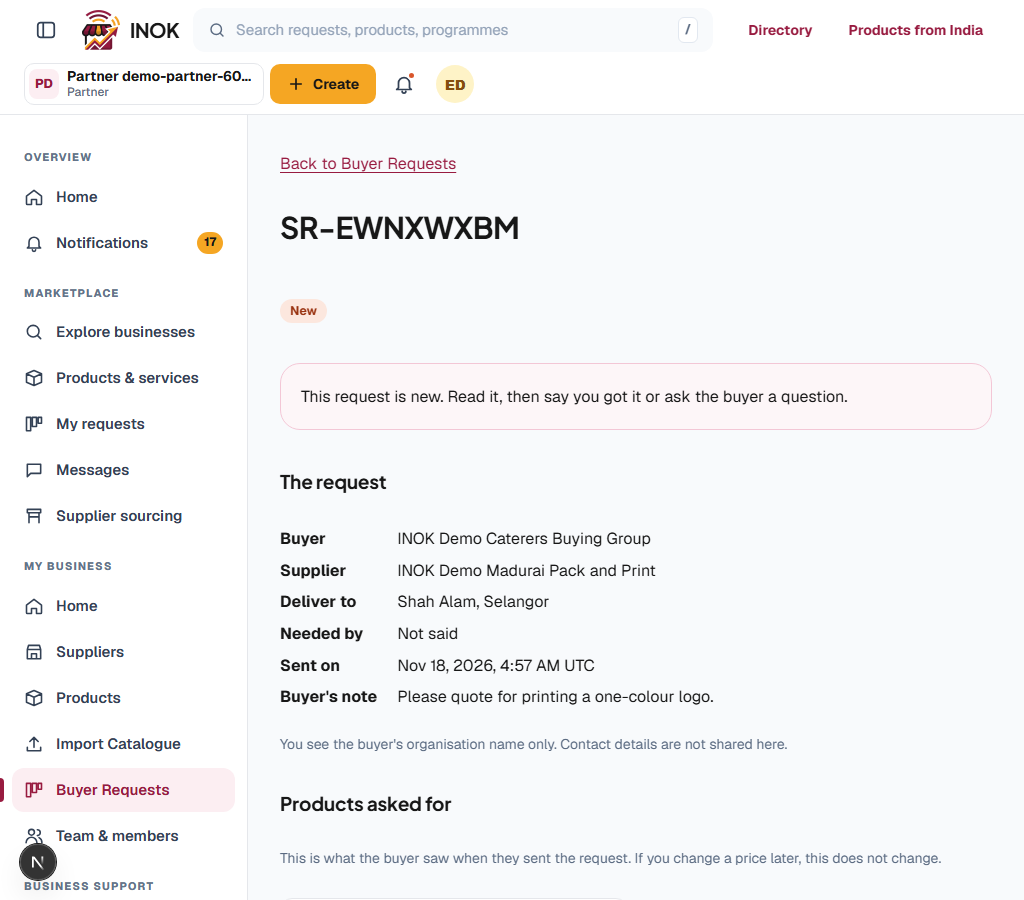 INOK
Search requests, products, programmes
/
Directory
Products from India
PD
Partner demo-partner-60...
Partner
Create
ED
OVERVIEW
Home
Notifications
17
MARKETPLACE
Explore businesses
Products & services
My requests
Messages
Supplier sourcing
MY BUSINESS
Home
Suppliers
Products
Import Catalogue
Buyer Requests
Team & members
N
BUSINESS SUPPORT
Back to Buyer Requests
SR-EWNXWXBM
New
This request is new. Read it, then say you got it or ask the buyer a question.
The request
Buyer INOK Demo Caterers Buying Group
Supplier INOK Demo Madurai Pack and Print
Deliver to Shah Alam, Selangor
Needed by Not said
Sent on Nov 18, 2026, 4:57 AM UTC
Buyer's note Please quote for printing a one-colour logo.
You see the buyer's organisation name only. Contact details are not shared here.
Products asked for
This is what the buyer saw when they sent the request. If you change a price later, this does not change.